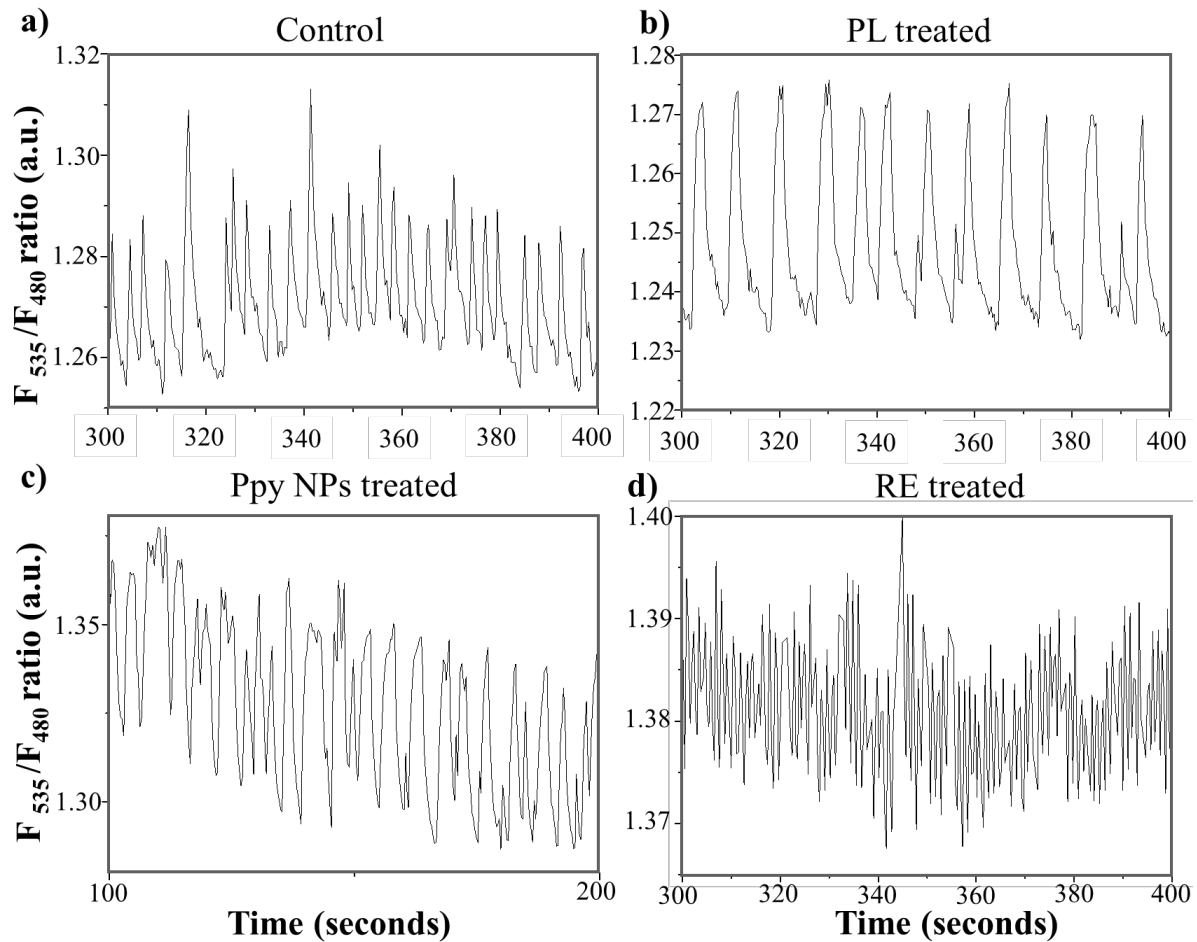 a) Control
F 535/F480 ratio (a.u.)
1.32
1.30
1.28
1.26
300 320 340 360 380 400
b) PL treated
1.28
1.27
1.26
1.25
1.24
1.23
1.22
300 320 340 360 380 400
c) Ppy NPs treated
F 535/F480 ratio (a.u.)
1.35
1.30
100 200
Time (seconds)
d) RE treated
1.40
1.39
1.38
1.37
300 320 340 360 380 400
Time (seconds)